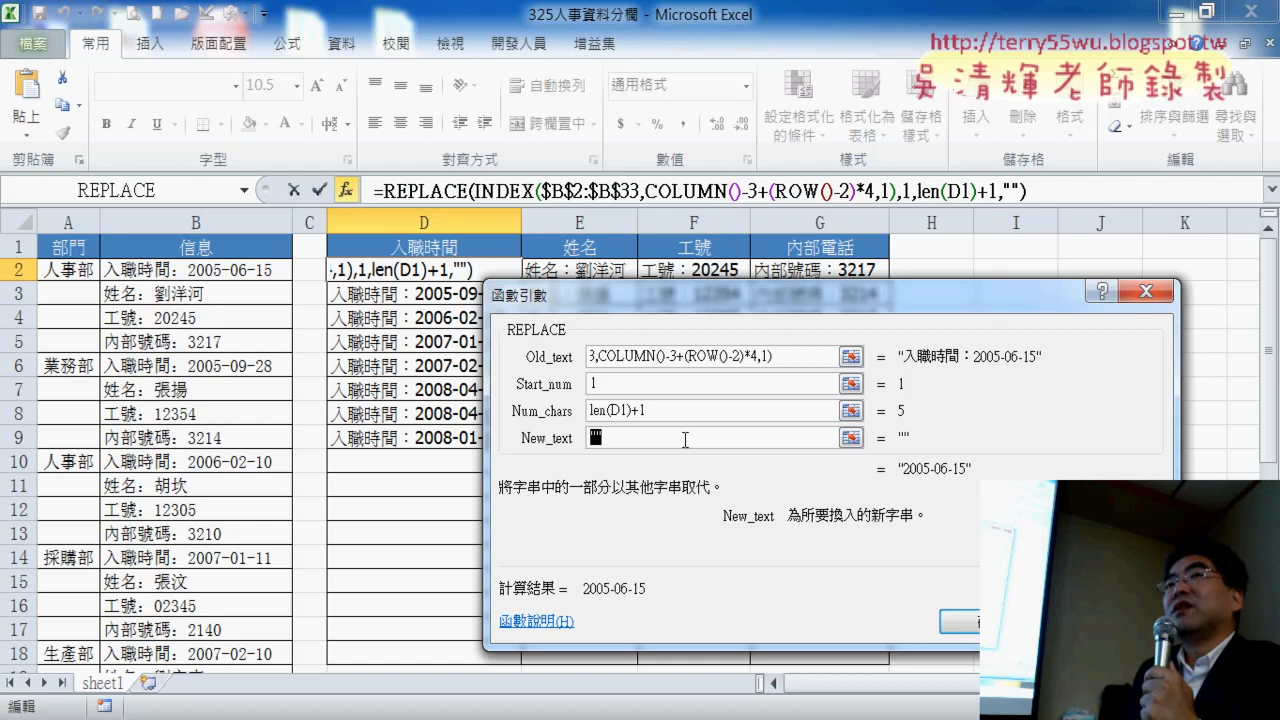 325人事資料分欄 - Microsoft Excel
檔案 常用 插入 版面配置 公式 資料 校閱 檢視 開發人員 增益集
http://terry55wu.blogspot.tw
吳清輝老師錄製
10.5 自動換列 通用格式
貼上 B I U 跨欄置中 $ % 設定格式化的條件 格式化為表格 儲存格樣式 插入 刪除 格式 排序與篩選 尋找與選取
剪貼簿 字型 對齊方式 數值 樣式 儲存格 編輯
REPLACE =REPLACE(INDEX($B$2:$B$33,COLUMN()-3+(ROW()-2)*4,1),1,len(D1)+1,"")
A B C D E F G H I J K
1 部門 信息 入職時間 姓名 工號 內部電話
2 人事部 入職時間：2005-06-15 ,1),1,len(D1)+1,"") 姓名：劉洋河 工號：20245 內部號碼：3217
3 姓名：劉洋河 入職時間：2005-09-
4 工號：20245 入職時間：2006-02-
5 內部號碼：3217 入職時間：2007-01-
6 業務部 入職時間：2005-09-28 入職時間：2007-02-
7 姓名：張揚 入職時間：2008-04-
8 工號：12354 入職時間：2008-04-
9 內部號碼：3214 入職時間：2008-01-
10 人事部 入職時間：2006-02-10
11 姓名：胡坎
12 工號：12305
13 內部號碼：3210
14 採購部 入職時間：2007-01-11
15 姓名：張汶
16 工號：02345
17 內部號碼：2140
18 生產部 入職時間：2007-02-10
函數引數
REPLACE
Old_text 3,COLUMN()-3+(ROW()-2)*4,1) = "入職時間：2005-06-15"
Start_num 1 = 1
Num_chars len(D1)+1 = 5
New_text "" = ""
= "2005-06-15"
將字串中的一部分以其他字串取代。
New_text 為所要換入的新字串。
計算結果 = 2005-06-15
函數說明(H)
sheet1
編輯